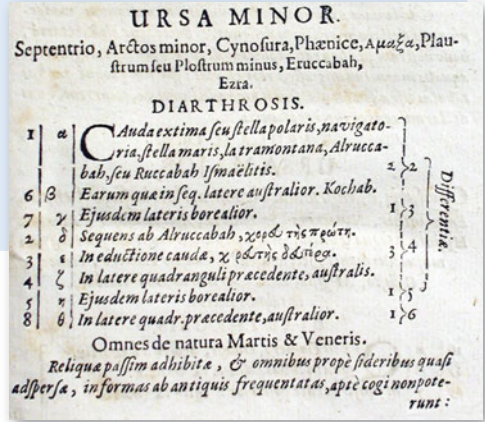 URSA MINOR.
Septentrio, Arctos minor, Cynosura, Phænice, Αμαξα, Plau-
strum seu Plostrum minus, Eruccabah,
Ezra.
DIARTHROSIS.
1 α CAuda extima seu stella polaris, navigato-
ria, stella maris, la tramontana, Alrucca-
bah, seu Ruccabah Ismaëlitis. 2 2
6 β Earum quæ in seq. latere australior. Kochab.
7 γ Ejusdem lateris borealior. 1 3
2 δ Sequens ab Alruccabah, τῆς πρώτη.
3 ε In eductione caudæ, 3 4
4 ζ In latere quadranguli præcedente, australis.
5 η Ejusdem lateris borealior. 1 5
8 θ In latere quadr. præcedente, australior. 1 6
Differentiæ.
Omnes de natura Martis & Veneris.
Reliquæ passim adhibitæ, & omnibus propè sideribus quasi
adspersæ, informas ab antiquis frequentatas, aptè cogi non pote-
runt: